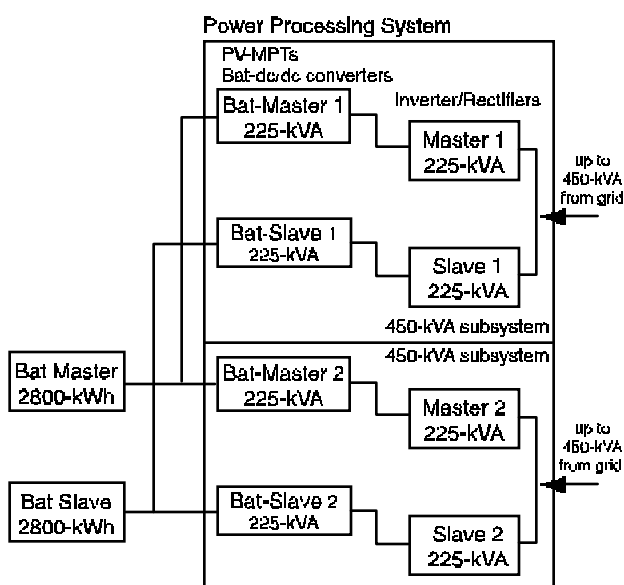 Power Processing System
PV-MPTs
Bat-dc/dc converters
Inverter/Rectifiers
Bat-Master 1
225-kVA
Master 1
225-kVA
up to
450-kVA
from grid
Bat-Slave 1
225-kVA
Slave 1
225-kVA
450-kVA subsystem
450-kVA subsystem
Bat Master
2800-kWh
Bat-Master 2
225-kVA
Master 2
225-kVA
up to
450-kVA
from grid
Bat Slave
2800-kWh
Bat-Slave 2
225-kVA
Slave 2
225-kVA